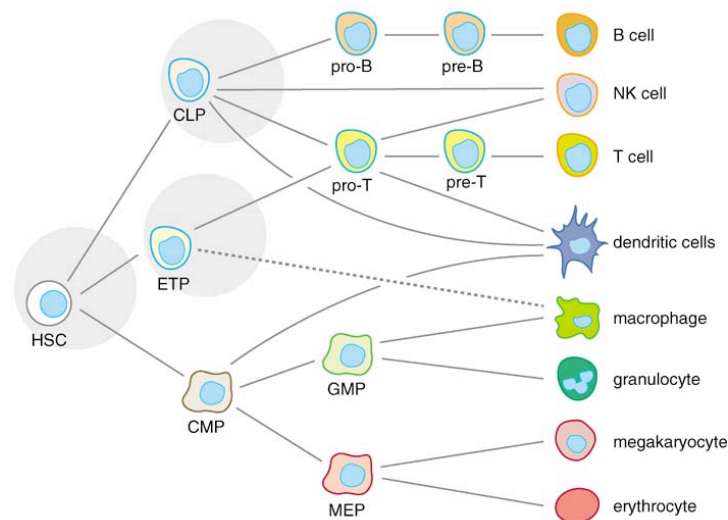 B cell
pro-B
pre-B
NK cell
CLP
T cell
pro-T
pre-T
dendritic cells
ETP
macrophage
HSC
GMP
granulocyte
CMP
megakaryocyte
MEP
erythrocyte